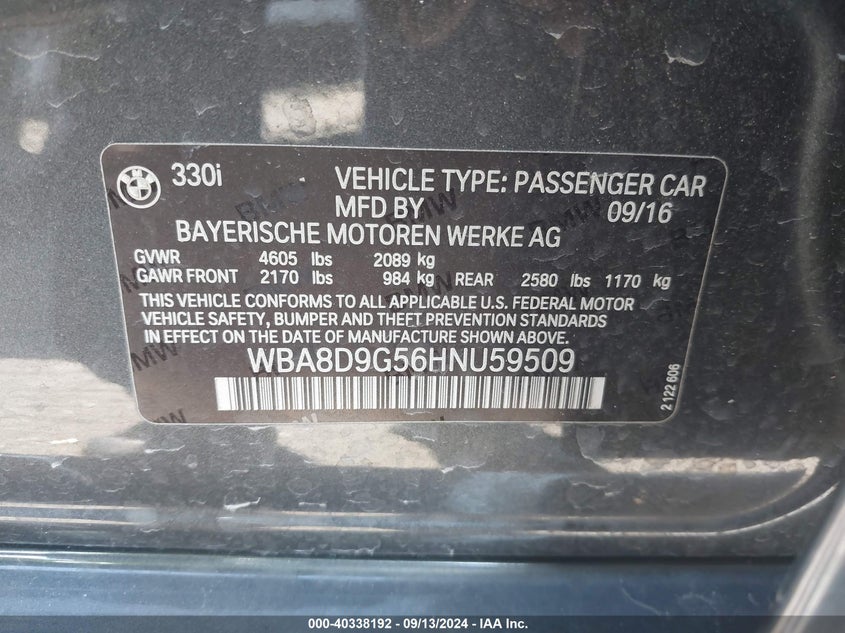 330i VEHICLE TYPE: PASSENGER CAR
MFD BY 09/16
BAYERISCHE MOTOREN WERKE AG
GVWR 4605 lbs 2089 kg
GAWR FRONT 2170 lbs 984 kg REAR 2580 lbs 1170 kg
THIS VEHICLE CONFORMS TO ALL APPLICABLE U.S. FEDERAL MOTOR
VEHICLE SAFETY, BUMPER AND THEFT PREVENTION STANDARDS
IN EFFECT ON THE DATE OF MANUFACTURE SHOWN ABOVE.
WBA8D9G56HNU59509
2 122 606
000-40338192 - 09/13/2024 - IAA Inc.